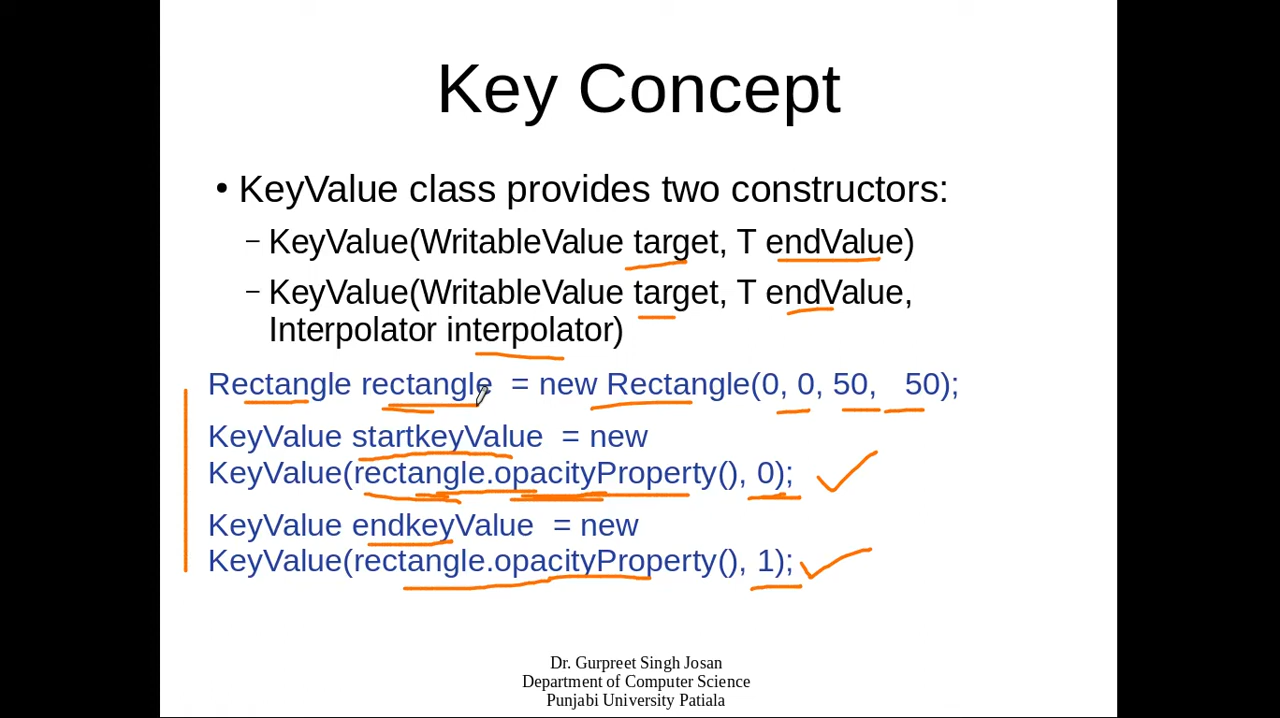 Key Concept
• KeyValue class provides two constructors:
– KeyValue(WritableValue target, T endValue)
– KeyValue(WritableValue target, T endValue,
Interpolator interpolator)
Rectangle rectangle = new Rectangle(0, 0, 50, 50);
KeyValue startkeyValue = new
KeyValue(rectangle.opacityProperty(), 0);
KeyValue endkeyValue = new
KeyValue(rectangle.opacityProperty(), 1);
Dr. Gurpreet Singh Josan
Department of Computer Science
Punjabi University Patiala